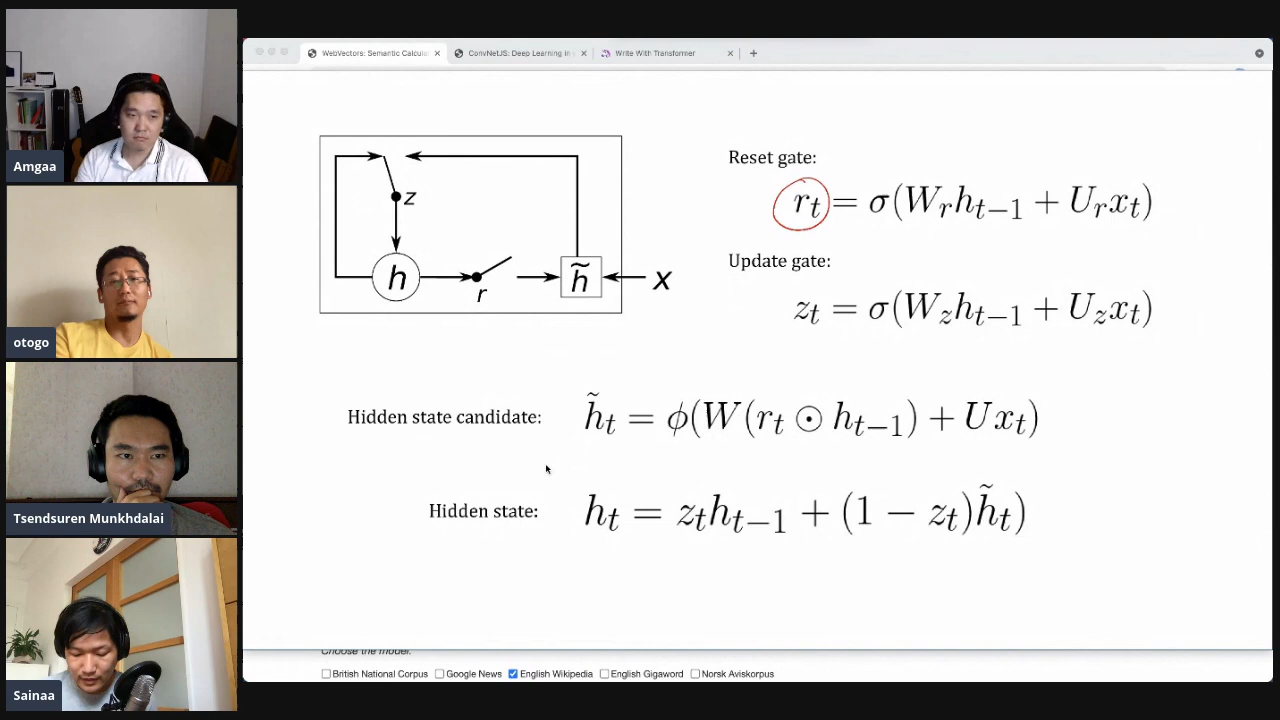 Amgaa
otogo
Tsendsuren Munkhdalai
Sainaa
WebVectors: Semantic Calcula
ConvNetJS: Deep Learning in
Write With Transformer
z
h
r
h̃
x
Reset gate:
r_t = σ(W_r h_{t−1} + U_r x_t)
Update gate:
z_t = σ(W_z h_{t−1} + U_z x_t)
Hidden state candidate:
h̃_t = ϕ(W(r_t ⊙ h_{t−1}) + Ux_t)
Hidden state:
h_t = z_t h_{t−1} + (1 − z_t)h̃_t)
Choose the model:
British National Corpus Google News English Wikipedia English Gigaword Norsk Aviskorpus